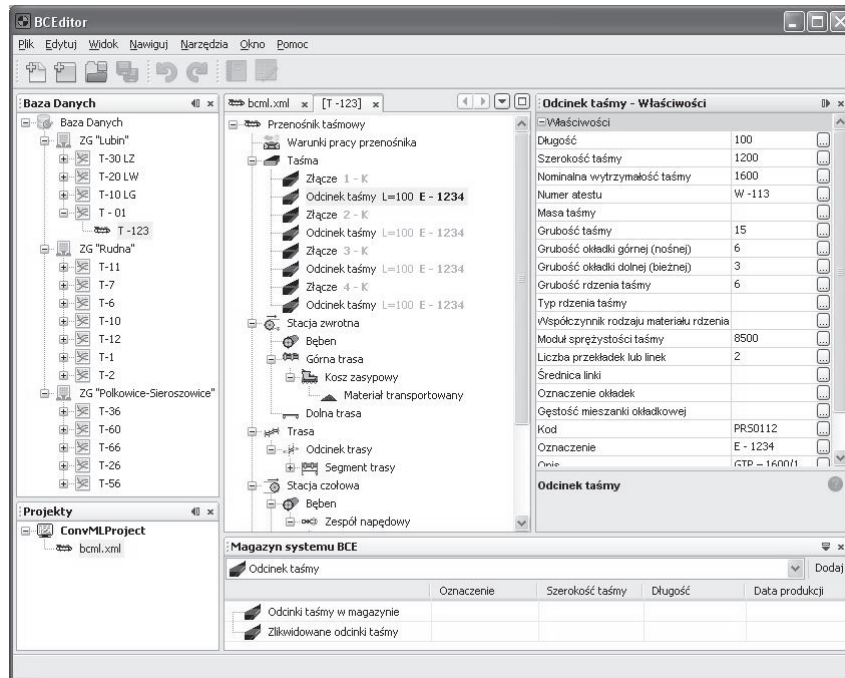 BCEditor
Plik Edytuj Widok Nawiguj Narzędzia Okno Pomoc
Baza Danych
Baza Danych
ZG "Lubin"
T-30 LZ
T-20 LW
T-10 LG
T - 01
T -123
ZG "Rudna"
T-11
T-7
T-6
T-10
T-12
T-1
T-2
ZG "Polkowice-Sieroszowice"
T-36
T-60
T-66
T-26
T-56
Projekty
ConvMLProject
bcml.xml
bcml.xml [T -123]
Przenośnik taśmowy
Warunki pracy przenośnika
Taśma
Złącze 1 - K
Odcinek taśmy L=100 E - 1234
Złącze 2 - K
Odcinek taśmy L=100 E - 1234
Złącze 3 - K
Odcinek taśmy L=100 E - 1234
Złącze 4 - K
Odcinek taśmy L=100 E - 1234
Stacja zwrotna
Bęben
Górna trasa
Kosz zasypowy
Materiał transportowany
Dolna trasa
Trasa
Odcinek trasy
Segment trasy
Stacja czołowa
Bęben
Zespół napędowy
Odcinek taśmy - Właściwości
Właściwości
Długość 100
Szerokość taśmy 1200
Nominalna wytrzymałość taśmy 1600
Numer atestu W -113
Masa taśmy
Grubość taśmy 15
Grubość okładki górnej (nośnej) 6
Grubość okładki dolnej (bieżnej) 3
Grubość rdzenia taśmy 6
Typ rdzenia taśmy
Współczynnik rodzaju materiału rdzenia
Moduł sprężystości taśmy 8500
Liczba przekładek lub linek 2
Średnica linki
Oznaczenie okładek
Gęstość mieszanki okładkowej
Kod PRS0112
Oznaczenie E - 1234
Opis GTP - 1600/1
Odcinek taśmy
Magazyn systemu BCE
Odcinek taśmy Dodaj
Oznaczenie Szerokość taśmy Długość Data produkcji
Odcinki taśmy w magazynie
Zlikwidowane odcinki taśmy